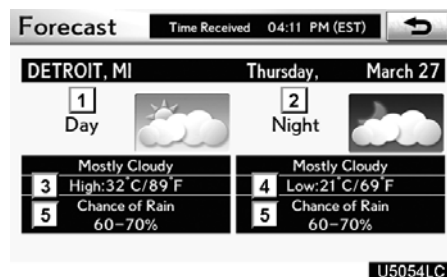 Forecast Time Received 04:11 PM (EST)
DETROIT, MI Thursday, March 27
1 2
Day Night
Mostly Cloudy Mostly Cloudy
3 High:32°C/89°F 4 Low:21°C/69°F
5 Chance of Rain 5 Chance of Rain
60-70% 60-70%
U5054LC